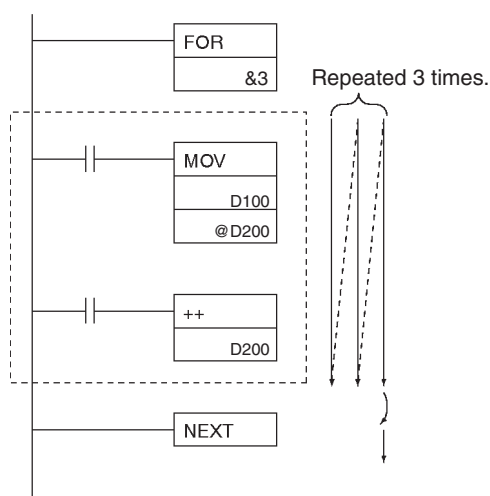 FOR
&3
Repeated 3 times.
MOV
D100
@D200
++
D200
NEXT